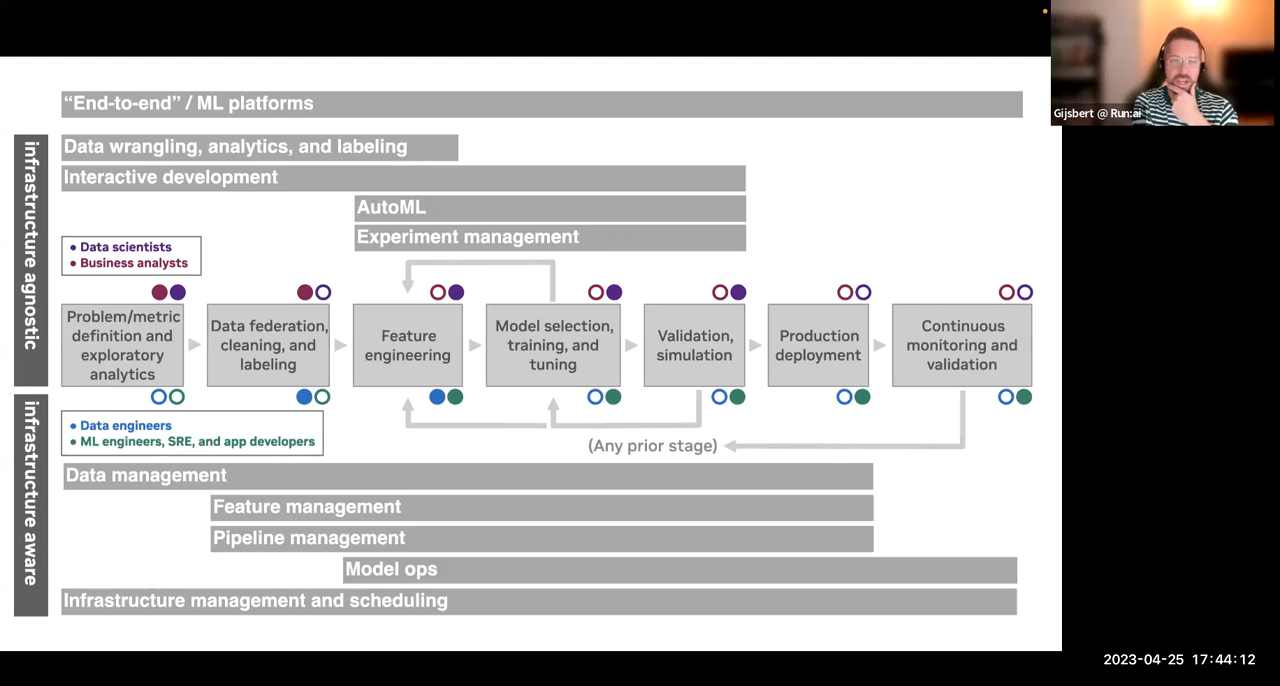 Gijsbert @ Run:ai
“End-to-end” / ML platforms
infrastructure agnostic
Data wrangling, analytics, and labeling
Interactive development
AutoML
Experiment management
● Data scientists
● Business analysts
Problem/metric
definition and
exploratory
analytics
Data federation,
cleaning, and
labeling
Feature
engineering
Model selection,
training, and
tuning
Validation,
simulation
Production
deployment
Continuous
monitoring and
validation
infrastructure aware
● Data engineers
● ML engineers, SRE, and app developers
(Any prior stage)
Data management
Feature management
Pipeline management
Model ops
Infrastructure management and scheduling
2023-04-25 17:44:12